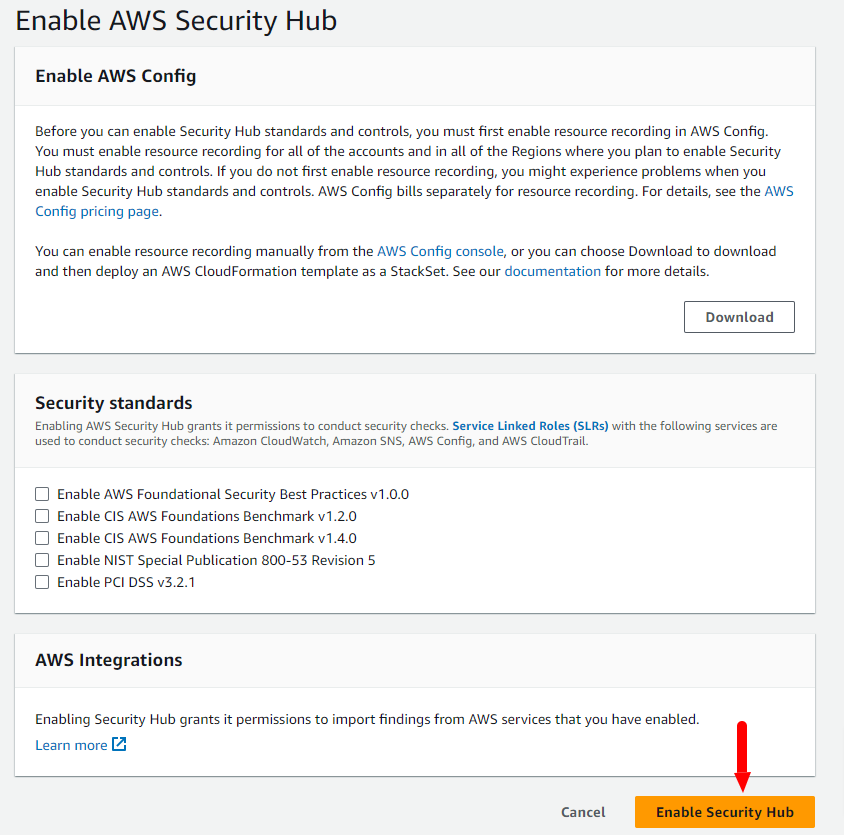 Enable AWS Security Hub
Enable AWS Config
Before you can enable Security Hub standards and controls, you must first enable resource recording in AWS Config.
You must enable resource recording for all of the accounts and in all of the Regions where you plan to enable Security
Hub standards and controls. If you do not first enable resource recording, you might experience problems when you
enable Security Hub standards and controls. AWS Config bills separately for resource recording. For details, see the AWS
Config pricing page.
You can enable resource recording manually from the AWS Config console, or you can choose Download to download
and then deploy an AWS CloudFormation template as a StackSet. See our documentation for more details.
Download
Security standards
Enabling AWS Security Hub grants it permissions to conduct security checks. Service Linked Roles (SLRs) with the following services are
used to conduct security checks: Amazon CloudWatch, Amazon SNS, AWS Config, and AWS CloudTrail.
Enable AWS Foundational Security Best Practices v1.0.0
Enable CIS AWS Foundations Benchmark v1.2.0
Enable CIS AWS Foundations Benchmark v1.4.0
Enable NIST Special Publication 800-53 Revision 5
Enable PCI DSS v3.2.1
AWS Integrations
Enabling Security Hub grants it permissions to import findings from AWS services that you have enabled.
Learn more
Cancel
Enable Security Hub